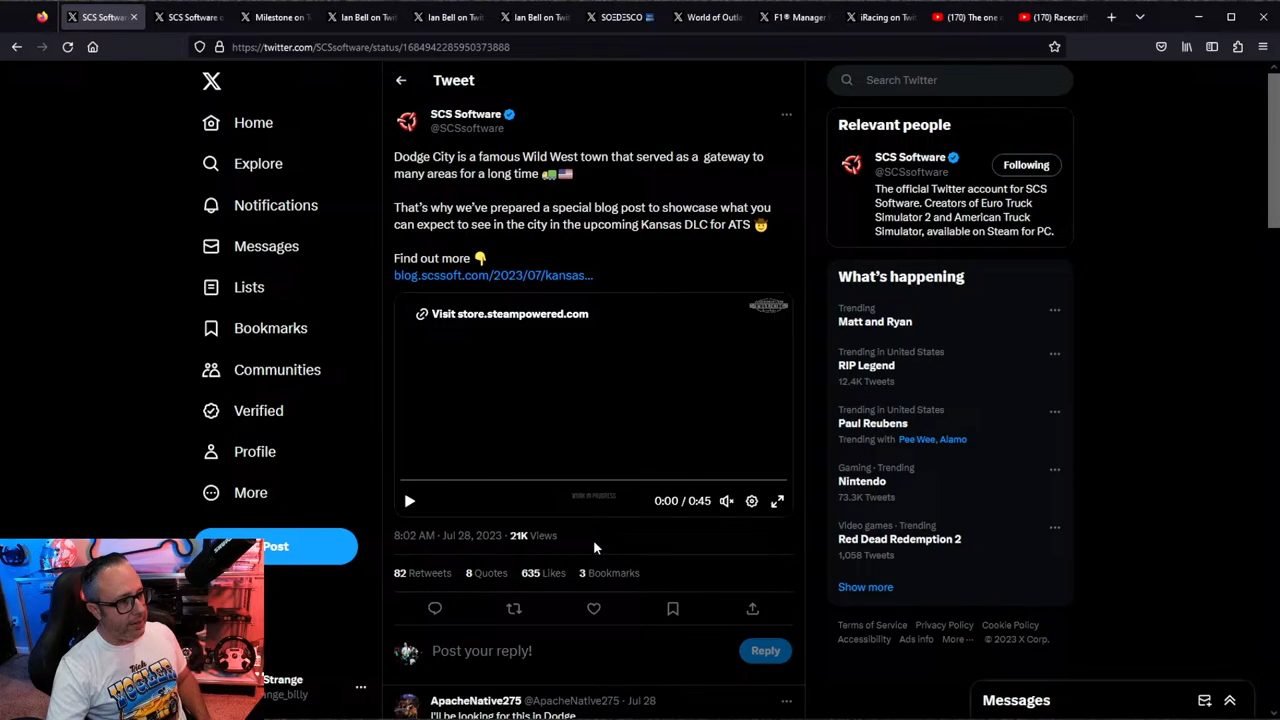 SCS Softwar
SCS Software o
Milestone on T
Ian Bell on Twit
Ian Bell on Twit
Ian Bell on Twit
SOEDESCO
World of Outla
F1® Manager
iRacing on Twit
(170) The one a
(170) Racecraft
https://twitter.com/SCSsoftware/status/1684942285950373888
Home
Explore
Notifications
Messages
Lists
Bookmarks
Communities
Verified
Profile
More
Post
Strange
ange_billy
Tweet
SCS Software
@SCSsoftware
Dodge City is a famous Wild West town that served as a gateway to
many areas for a long time 🚛🇺🇸
That's why we've prepared a special blog post to showcase what you
can expect to see in the city in the upcoming Kansas DLC for ATS 🤠
Find out more 👇
blog.scssoft.com/2023/07/kansas...
Visit store.steampowered.com
WORK IN PROGRESS
0:00 / 0:45
8:02 AM · Jul 28, 2023 · 21K Views
82 Retweets 8 Quotes 635 Likes 3 Bookmarks
Post your reply!
Reply
ApacheNative275 @ApacheNative275 · Jul 28
I'll be looking for this in Dodge
Search Twitter
Relevant people
SCS Software
@SCSsoftware
Following
The official Twitter account for SCS
Software. Creators of Euro Truck
Simulator 2 and American Truck
Simulator, available on Steam for PC.
What's happening
Trending
Matt and Ryan
Trending in United States
RIP Legend
12.4K Tweets
Trending in United States
Paul Reubens
Trending with Pee Wee, Alamo
Gaming · Trending
Nintendo
73.3K Tweets
Video games · Trending
Red Dead Redemption 2
1,058 Tweets
Show more
Terms of Service Privacy Policy Cookie Policy
Accessibility Ads info More ··· © 2023 X Corp.
Messages